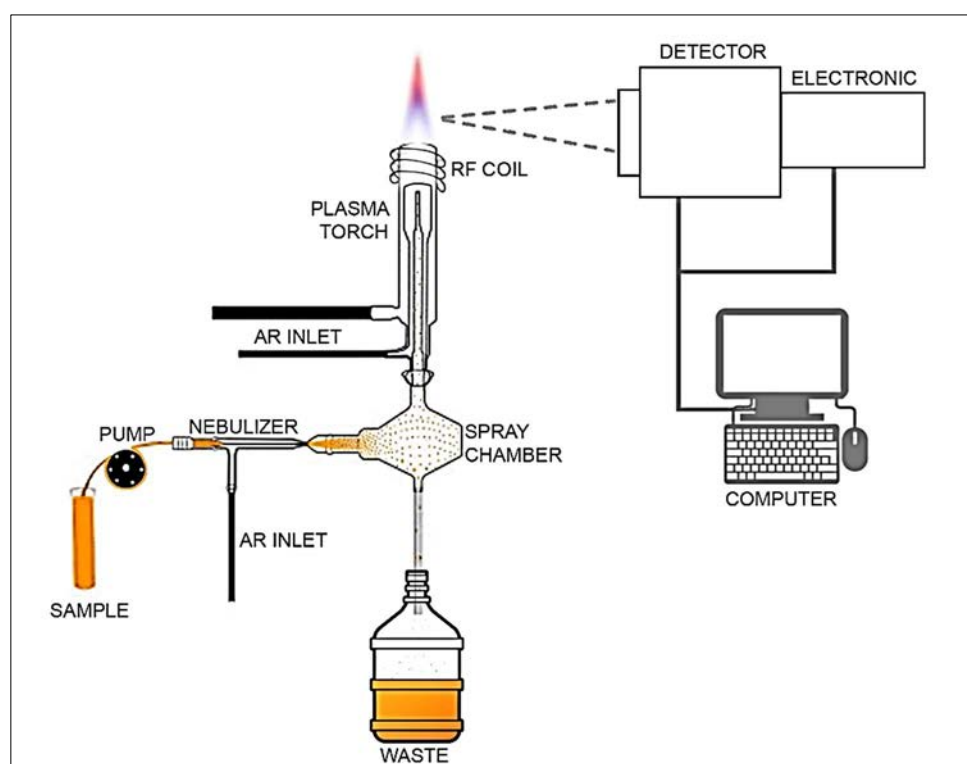 DETECTOR
ELECTRONIC
RF COIL
PLASMA
TORCH
AR INLET
NEBULIZER
PUMP
SPRAY
CHAMBER
COMPUTER
AR INLET
SAMPLE
WASTE